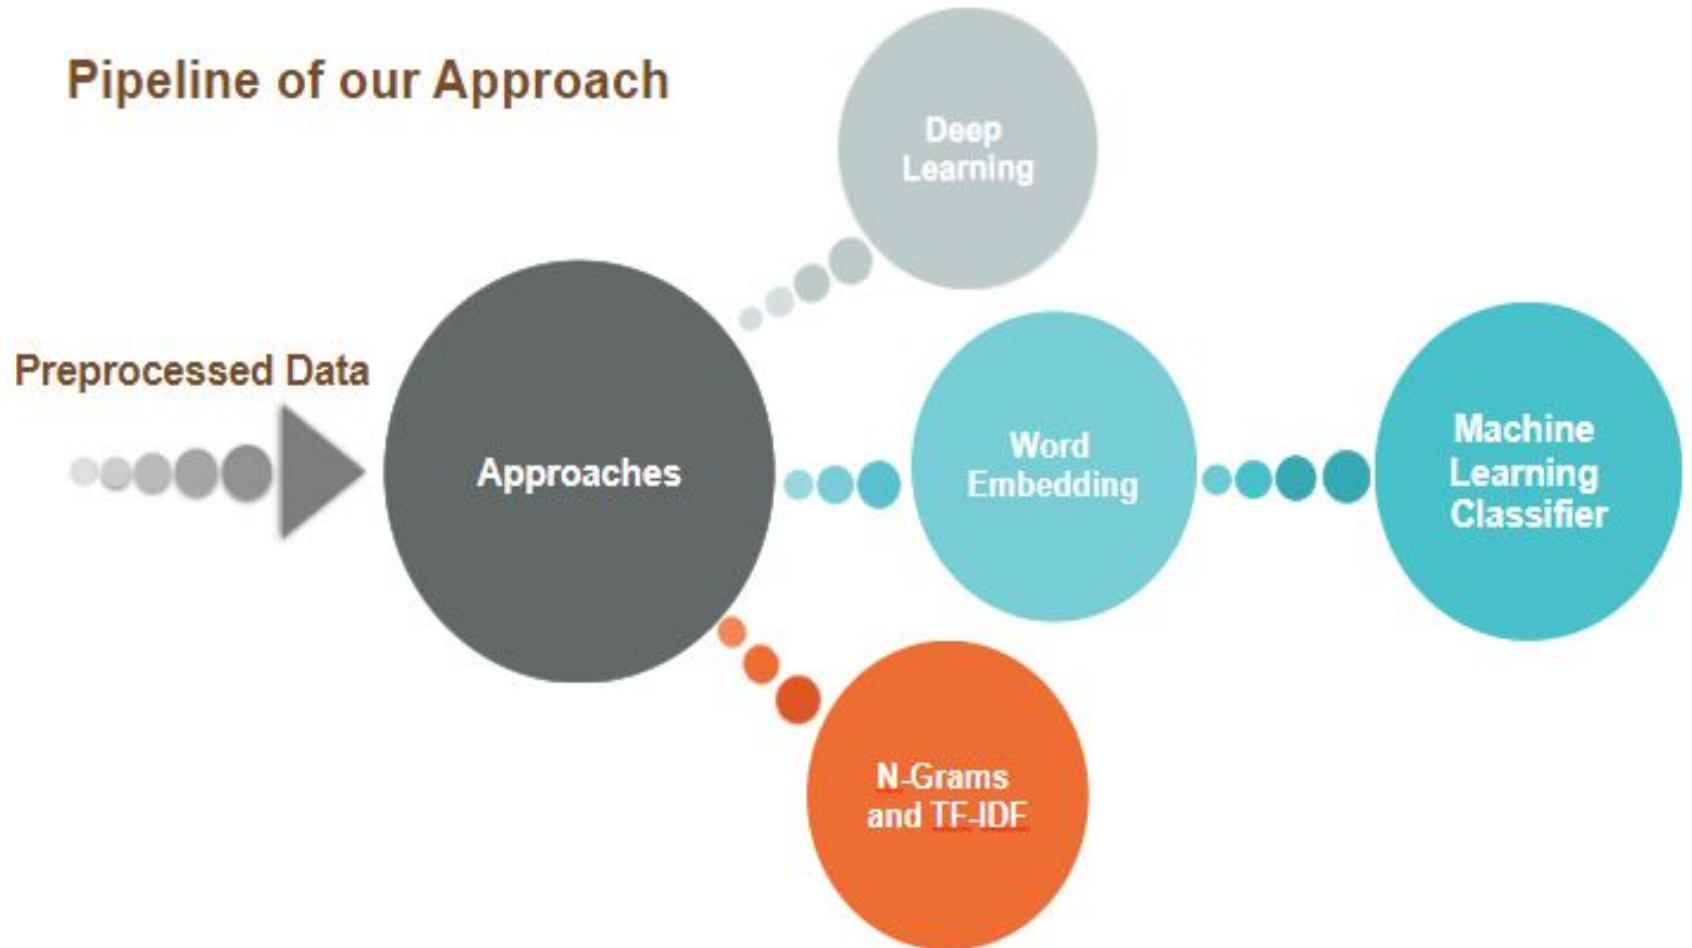 Pipeline of our Approach
Deep
Learning
Preprocessed Data
Approaches
Word
Embedding
Machine
Learning
Classifier
N-Grams
and TF-IDF